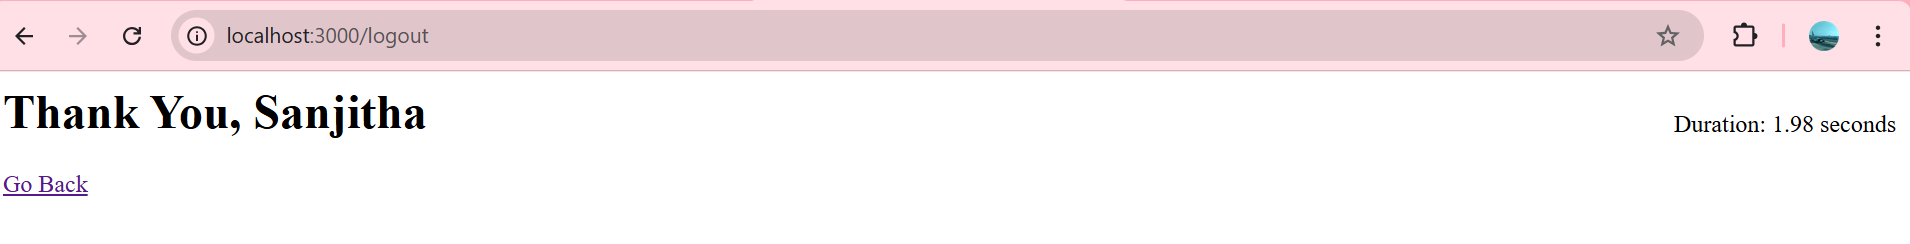 localhost:3000/logout
Thank You, Sanjitha
Duration: 1.98 seconds
Go Back